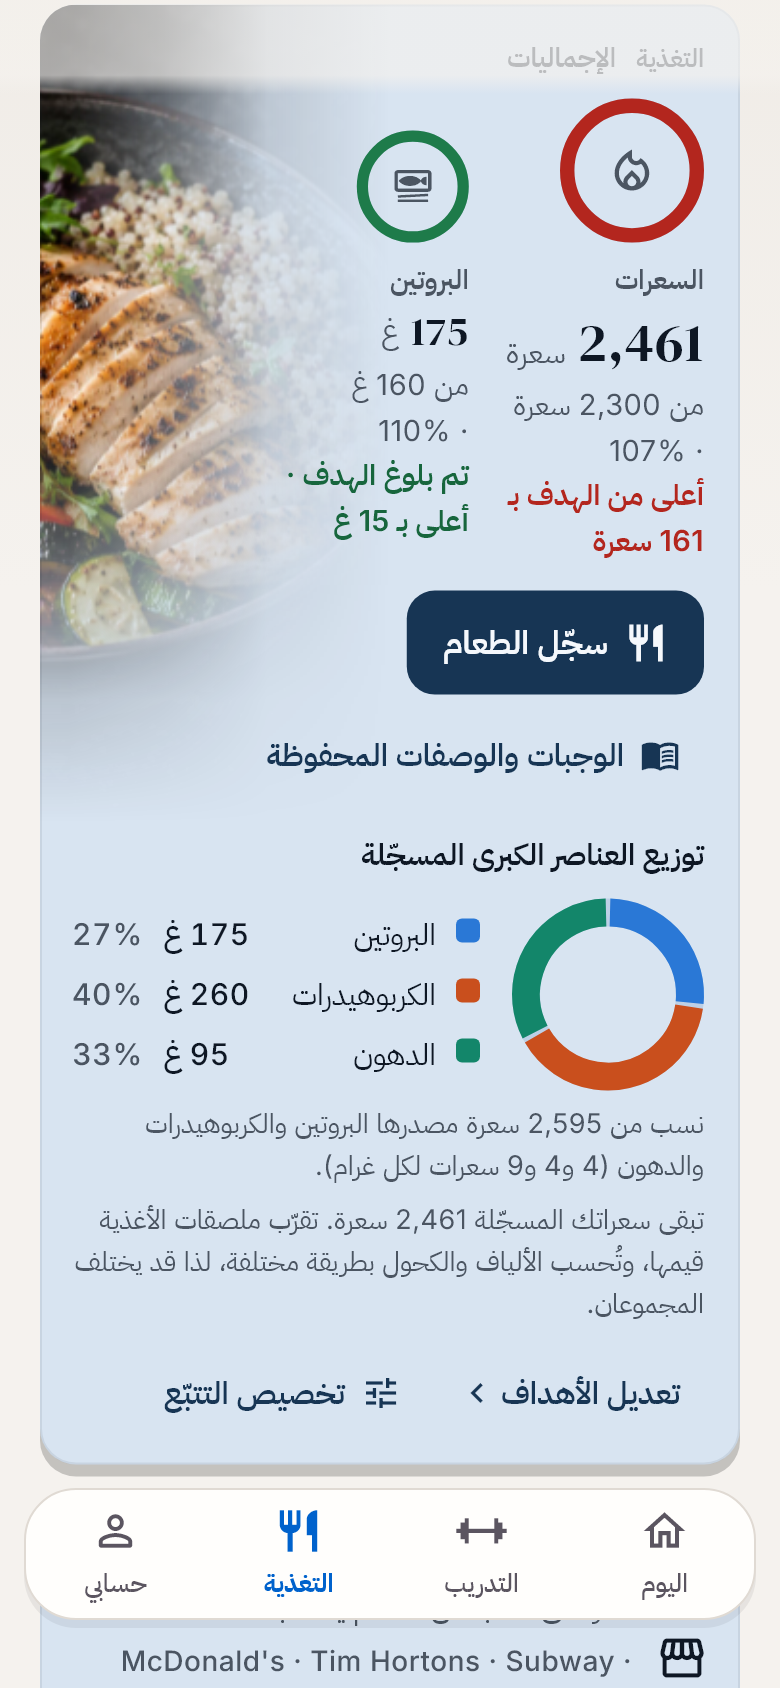 التغذية الإجماليات
السعرات
2,461 سعرة
من 2,300 سعرة
· 107%
أعلى من الهدف بـ
161 سعرة
البروتين
175 غ
من 160 غ
· 110%
تم بلوغ الهدف ·
أعلى بـ 15 غ
سجّل الطعام
الوجبات والوصفات المحفوظة
توزيع العناصر الكبرى المسجّلة
البروتين 175 غ 27%
الكربوهيدرات 260 غ 40%
الدهون 95 غ 33%
نسب من 2,595 سعرة مصدرها البروتين والكربوهيدرات
والدهون (4 و4 و9 سعرات لكل غرام).
تبقى سعراتك المسجّلة 2,461 سعرة. تقرّب ملصقات الأغذية
قيمها، وتُحسب الألياف والكحول بطريقة مختلفة، لذا قد يختلف
المجموعان.
تعديل الأهداف
تخصيص التتبّع
اليوم
التدريب
التغذية
حسابي
McDonald's · Tim Hortons · Subway ·